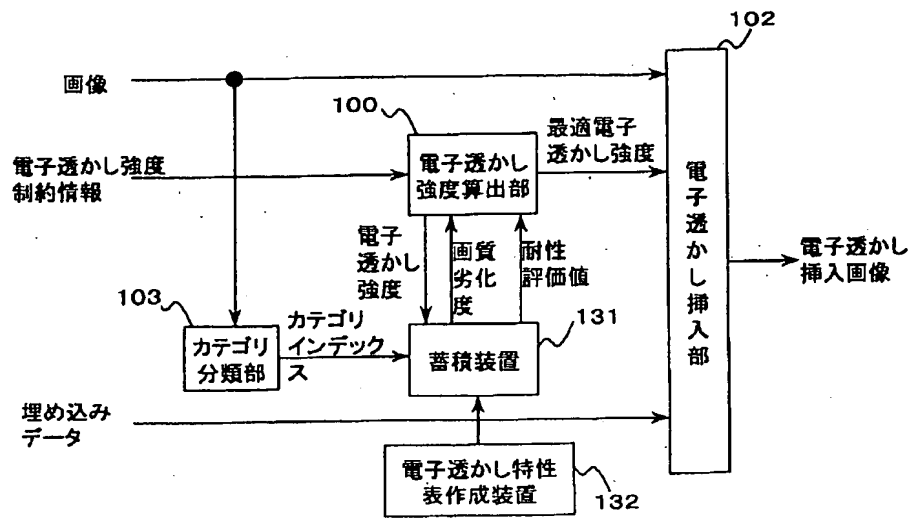 102
画像
100
最適電子
透かし強度
電子透かし強度
制約情報
電子透かし
強度算出部
電子透かし挿入部
電子
透かし
強度
画質
劣化
度
耐性
評価値
電子透かし
挿入画像
103
カテゴリ
インデック
ス
131
カテゴリ
分類部
蓄積装置
埋め込み
データ
電子透かし特性
表作成装置
132